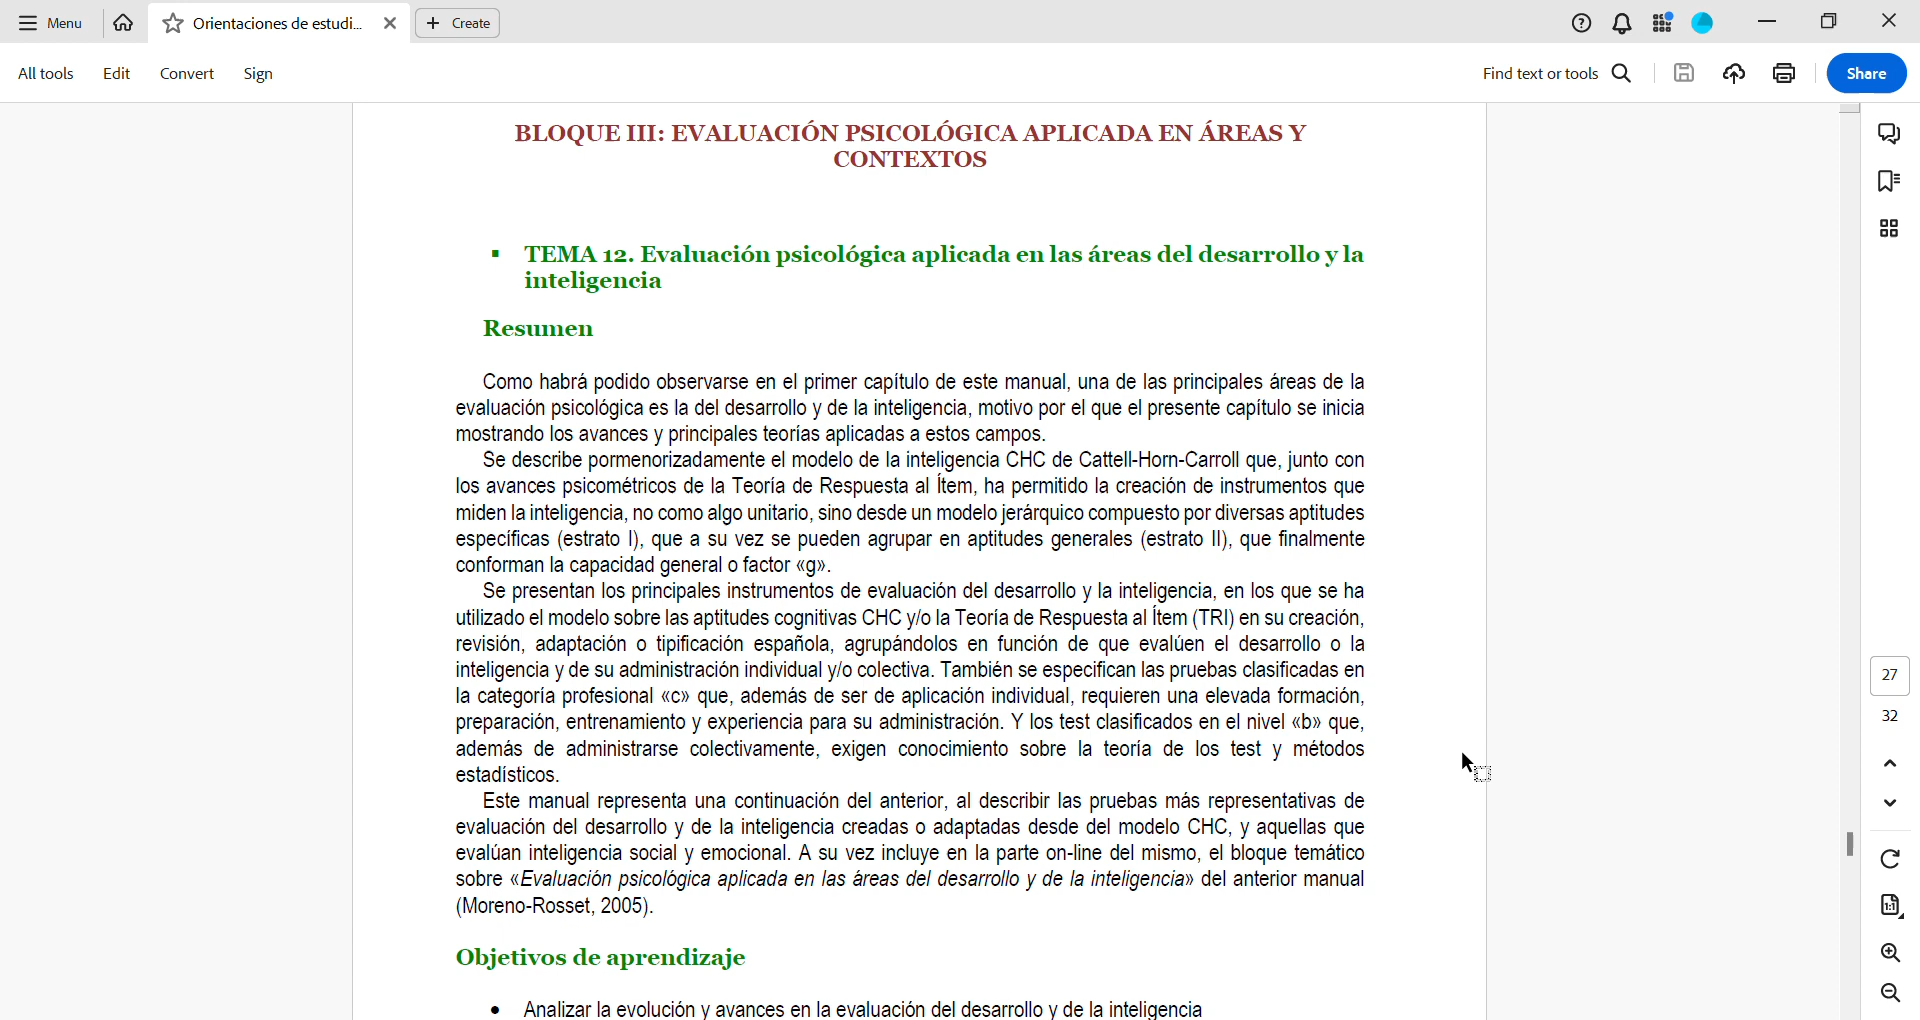 Menu
Orientaciones de estudi...
Create
All tools
Edit
Convert
Sign
Find text or tools
Share
BLOQUE III: EVALUACIÓN PSICOLÓGICA APLICADA EN ÁREAS Y
CONTEXTOS
▪ TEMA 12. Evaluación psicológica aplicada en las áreas del desarrollo y la
inteligencia
Resumen
Como habrá podido observarse en el primer capítulo de este manual, una de las principales áreas de la
evaluación psicológica es la del desarrollo y de la inteligencia, motivo por el que el presente capítulo se inicia
mostrando los avances y principales teorías aplicadas a estos campos.
Se describe pormenorizadamente el modelo de la inteligencia CHC de Cattell-Horn-Carroll que, junto con
los avances psicométricos de la Teoría de Respuesta al Ítem, ha permitido la creación de instrumentos que
miden la inteligencia, no como algo unitario, sino desde un modelo jerárquico compuesto por diversas aptitudes
específicas (estrato I), que a su vez se pueden agrupar en aptitudes generales (estrato II), que finalmente
conforman la capacidad general o factor «g».
Se presentan los principales instrumentos de evaluación del desarrollo y la inteligencia, en los que se ha
utilizado el modelo sobre las aptitudes cognitivas CHC y/o la Teoría de Respuesta al Ítem (TRI) en su creación,
revisión, adaptación o tipificación española, agrupándolos en función de que evalúen el desarrollo o la
inteligencia y de su administración individual y/o colectiva. También se especifican las pruebas clasificadas en
la categoría profesional «c» que, además de ser de aplicación individual, requieren una elevada formación,
preparación, entrenamiento y experiencia para su administración. Y los test clasificados en el nivel «b» que,
además de administrarse colectivamente, exigen conocimiento sobre la teoría de los test y métodos
estadísticos.
Este manual representa una continuación del anterior, al describir las pruebas más representativas de
evaluación del desarrollo y de la inteligencia creadas o adaptadas desde del modelo CHC, y aquellas que
evalúan inteligencia social y emocional. A su vez incluye en la parte on-line del mismo, el bloque temático
sobre «Evaluación psicológica aplicada en las áreas del desarrollo y de la inteligencia» del anterior manual
(Moreno-Rosset, 2005).
Objetivos de aprendizaje
• Analizar la evolución y avances en la evaluación del desarrollo y de la inteligencia
27
32
1:1